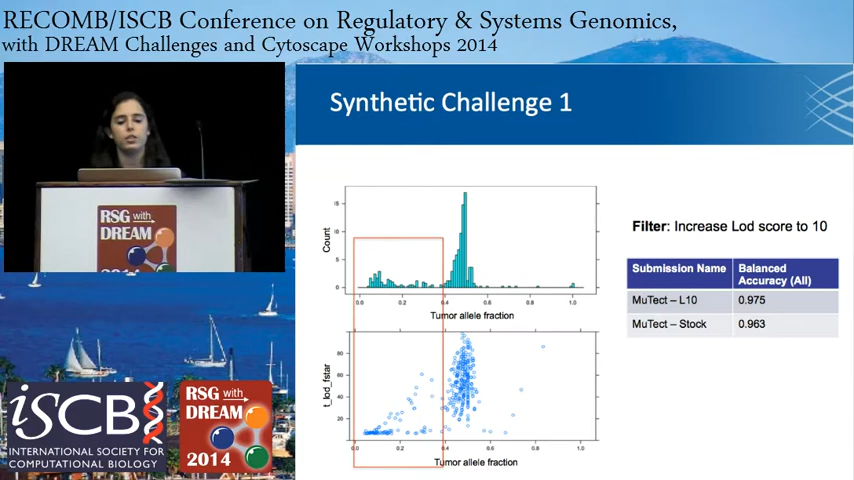 RECOMB/ISCB Conference on Regulatory & Systems Genomics,
with DREAM Challenges and Cytoscape Workshops 2014
RSG with
DREAM
2014
Synthetic Challenge 1
Count
15
10
5
0
0.0 0.2 0.4 0.6 0.8 1.0
Tumor allele fraction
t_lod_fstar
80
60
40
20
0.0 0.2 0.4 0.6 0.8 1.0
Tumor allele fraction
Filter: Increase Lod score to 10
Submission Name Balanced
Accuracy (All)
MuTect – L10 0.975
MuTect – Stock 0.963
iSCB
INTERNATIONAL SOCIETY FOR
COMPUTATIONAL BIOLOGY
RSG with
DREAM
2014